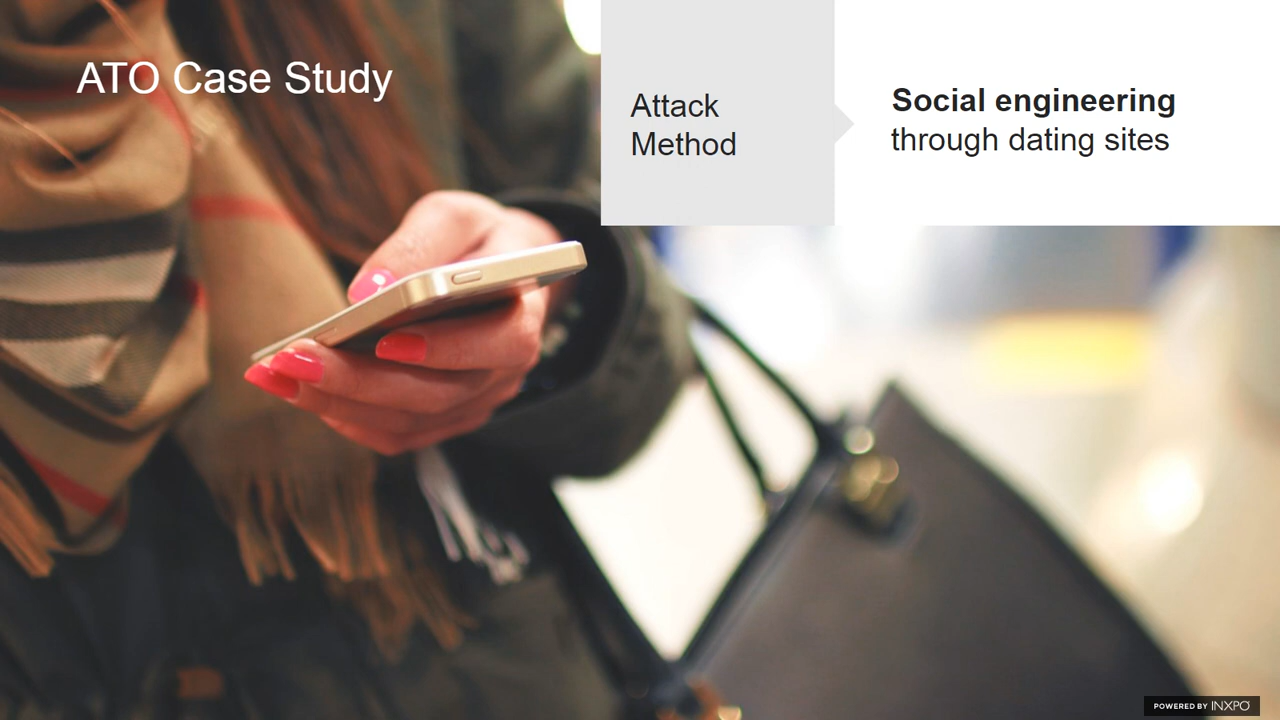 ATO Case Study
Attack
Method
Social engineering
through dating sites
POWERED BY INXPO